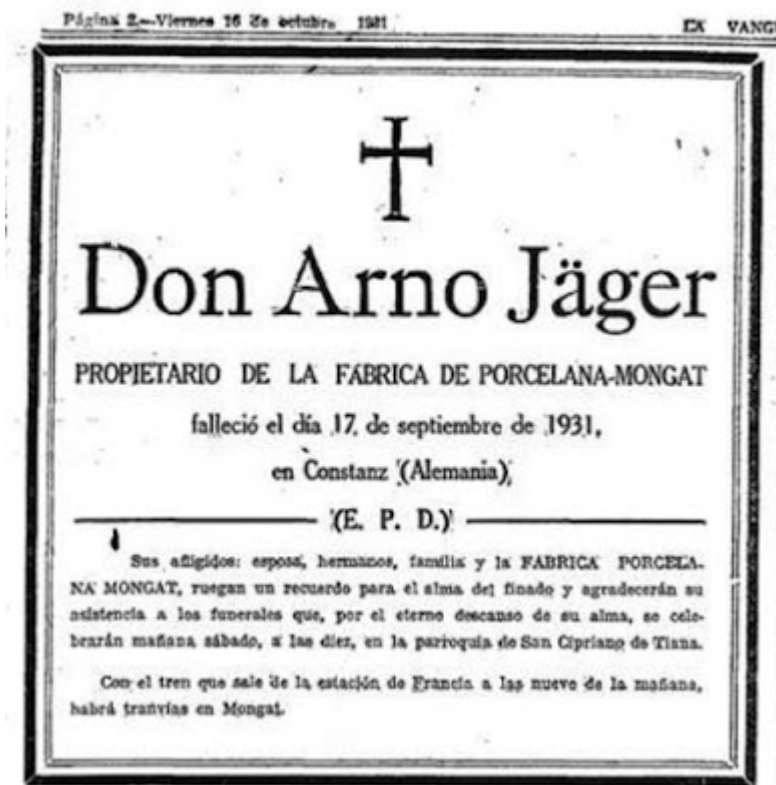 Página 2.—Viernes 16 de octubre 1931
LA VANG
Don Arno Jäger
PROPIETARIO DE LA FÁBRICA DE PORCELANA-MONGAT
falleció el día 17 de septiembre de 1931,
en Constanz (Alemania)
(E. P. D.)
Sus afligidos: esposa, hermanos, familia y la FABRICA PORCELA-
NA MONGAT, ruegan un recuerdo para el alma del finado y agradecerán su
asistencia a los funerales que, por el eterno descanso de su alma, se cele-
brarán mañana sábado, a las diez, en la parroquia de San Cipriano de Tiana.
Con el tren que sale de la estación de Francia a las nueve de la mañana,
habrá tranvías en Mongat.